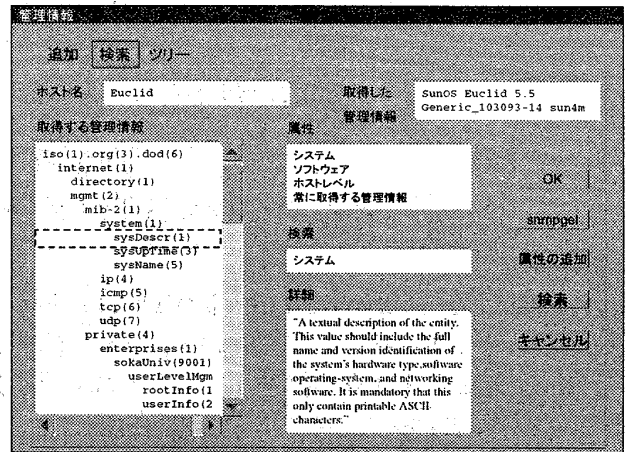 管理情報
追加 検索 ツリー
ホスト名 Euclid
取得した管理情報
SunOS Euclid 5.5
Generic_103093-14 sun4m
取得する管理情報
iso(1).org(3).dod(6)
internet(1)
directory(1)
mgmt(2)
mib-2(1)
system(1)
sysDescr(1)
sysUpTime(3)
sysName(5)
ip(4)
icmp(5)
tcp(6)
udp(7)
private(4)
enterprises(1)
sokaUniv(9001)
userLevelMgm
rootInfo(1
userInfo(2
属性
システム
ソフトウェア
ホストレベル
常に取得する管理情報
検索
システム
詳細
"A textual description of the entity.
This value should include the full
name and version identification of
the system's hardware type,software
operating-system, and networking
software. It is mandatory that this
only contain printable ASCII
characters."
OK
snmpget
属性の追加
検索
キャンセル